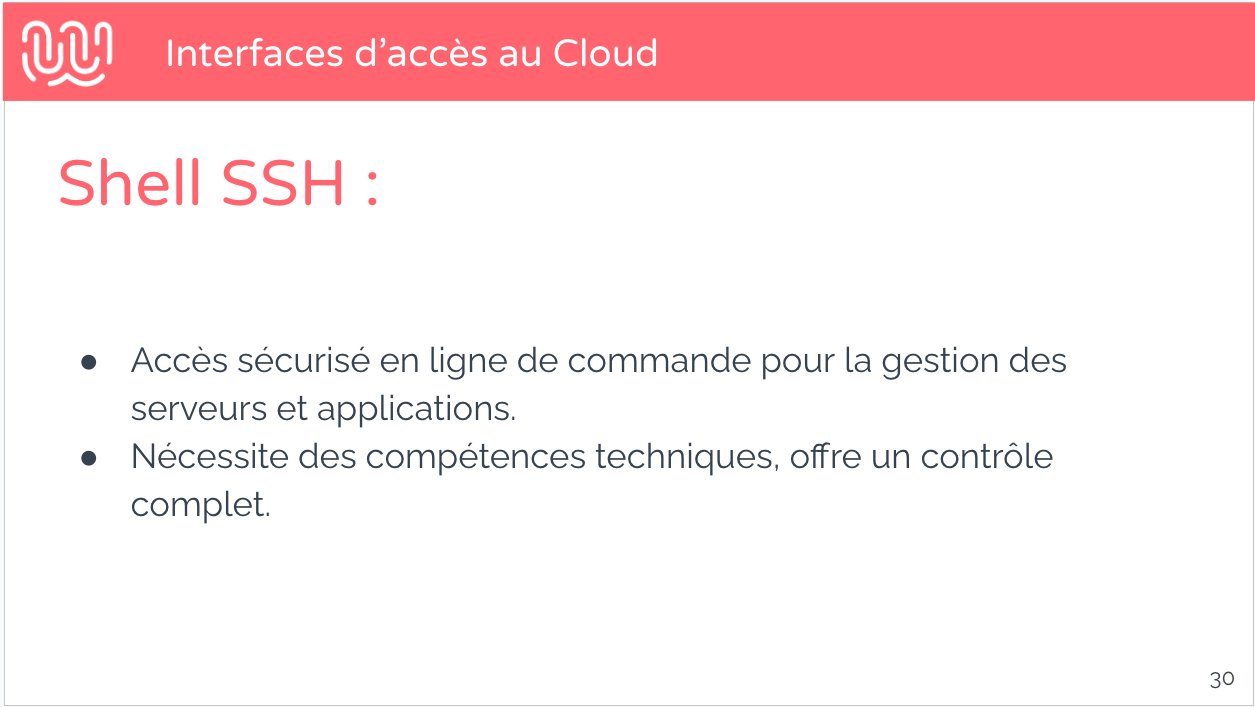 Interfaces d’accès au Cloud
Shell SSH :
● Accès sécurisé en ligne de commande pour la gestion des
serveurs et applications.
● Nécessite des compétences techniques, offre un contrôle
complet.
30